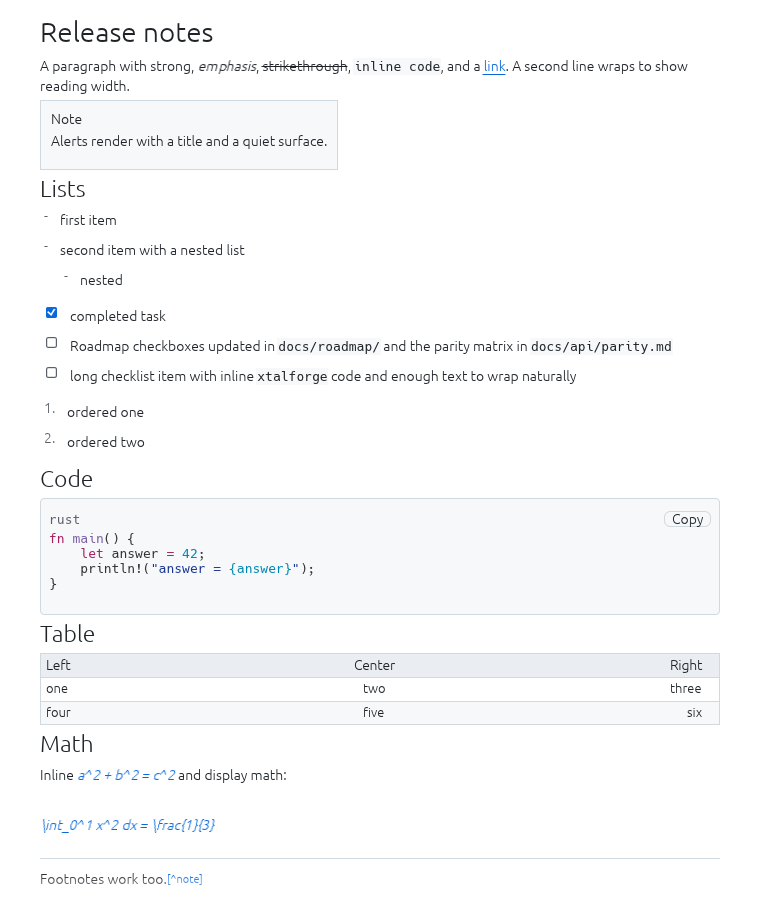 Release notes
A paragraph with strong, emphasis, strikethrough, inline code, and a link. A second line wraps to show
reading width.
Note
Alerts render with a title and a quiet surface.
Lists
- first item
- second item with a nested list
- nested
completed task
Roadmap checkboxes updated in docs/roadmap/ and the parity matrix in docs/api/parity.md
long checklist item with inline xtalforge code and enough text to wrap naturally
1. ordered one
2. ordered two
Code
rust Copy
fn main() {
    let answer = 42;
    println!("answer = {answer}");
}
Table
Left Center Right
one two three
four five six
Math
Inline a^2 + b^2 = c^2 and display math:
\int_0^1 x^2 dx = \frac{1}{3}
Footnotes work too.[^note]